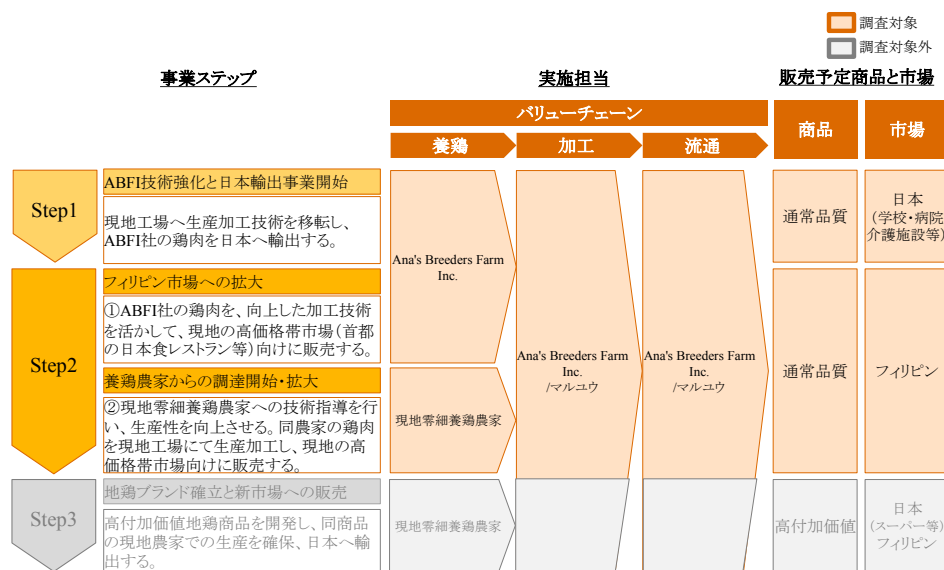 調査対象
調査対象外
事業ステップ
実施担当
販売予定商品と市場
バリューチェーン
商品
市場
養鶏
加工
流通
Step1
ABFI技術強化と日本輸出事業開始
現地工場へ生産加工技術を移転し、
ABFI社の鶏肉を日本へ輸出する。
Ana's Breeders Farm
Inc.
通常品質
日本
(学校・病院
介護施設等)
Step2
フィリピン市場への拡大
①ABFI社の鶏肉を、向上した加工技術
を活かして、現地の高価格帯市場(首都
の日本食レストラン等)向けに販売する。
Ana's Breeders Farm
Inc.
/マルユウ
Ana's Breeders Farm
Inc.
/マルユウ
通常品質
フィリピン
養鶏農家からの調達開始・拡大
②現地零細養鶏農家への技術指導を行
い、生産性を向上させる。同農家の鶏肉
を現地工場にて生産加工し、現地の高
価格帯市場向けに販売する。
現地零細養鶏農家
Step3
地鶏ブランド確立と新市場への販売
高付加価値地鶏商品を開発し、同商品
の現地農家での生産を確保、日本へ輸
出する。
現地零細養鶏農家
高付加価値
日本
(スーパー等)
フィリピン